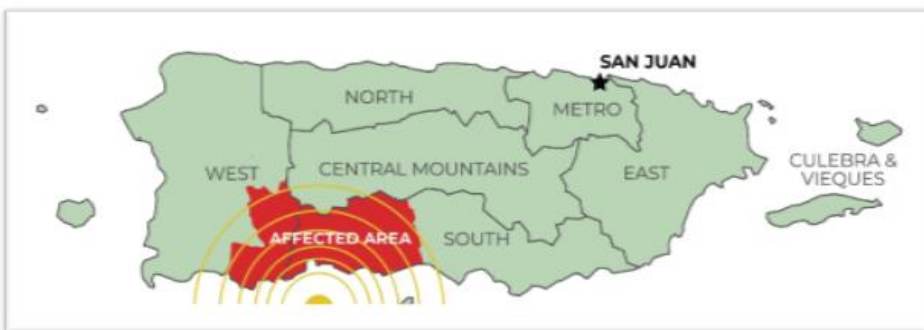 SAN JUAN
NORTH
METRO
WEST
CENTRAL MOUNTAINS
EAST
CULEBRA &
VIEQUES
AFFECTED AREA
SOUTH